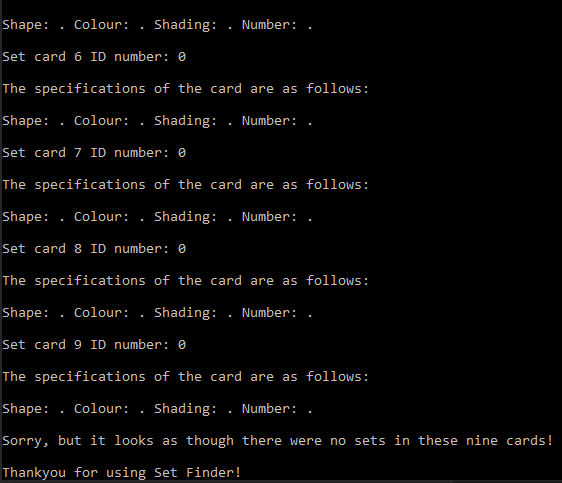 Shape: . Colour: . Shading: . Number: .
Set card 6 ID number: 0
The specifications of the card are as follows:
Shape: . Colour: . Shading: . Number: .
Set card 7 ID number: 0
The specifications of the card are as follows:
Shape: . Colour: . Shading: . Number: .
Set card 8 ID number: 0
The specifications of the card are as follows:
Shape: . Colour: . Shading: . Number: .
Set card 9 ID number: 0
The specifications of the card are as follows:
Shape: . Colour: . Shading: . Number: .
Sorry, but it looks as though there were no sets in these nine cards!
Thankyou for using Set Finder!